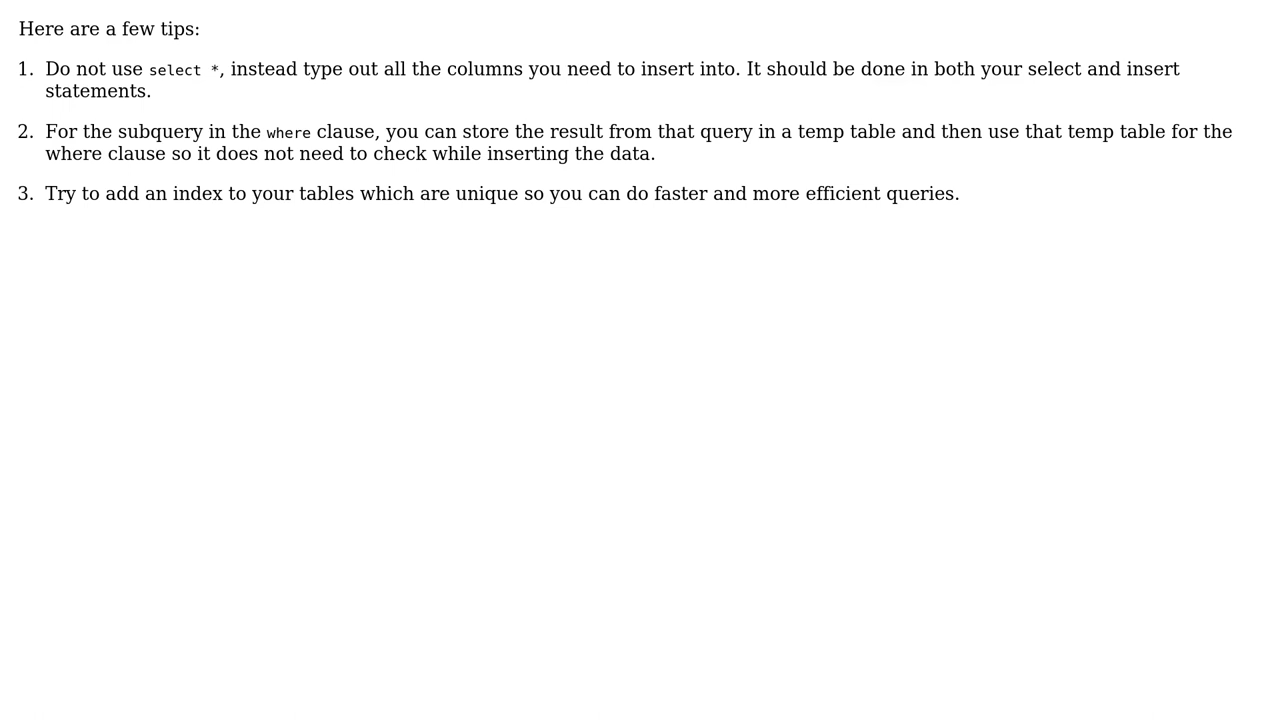 Here are a few tips:
1. Do not use select *, instead type out all the columns you need to insert into. It should be done in both your select and insert
statements.
2. For the subquery in the where clause, you can store the result from that query in a temp table and then use that temp table for the
where clause so it does not need to check while inserting the data.
3. Try to add an index to your tables which are unique so you can do faster and more efficient queries.